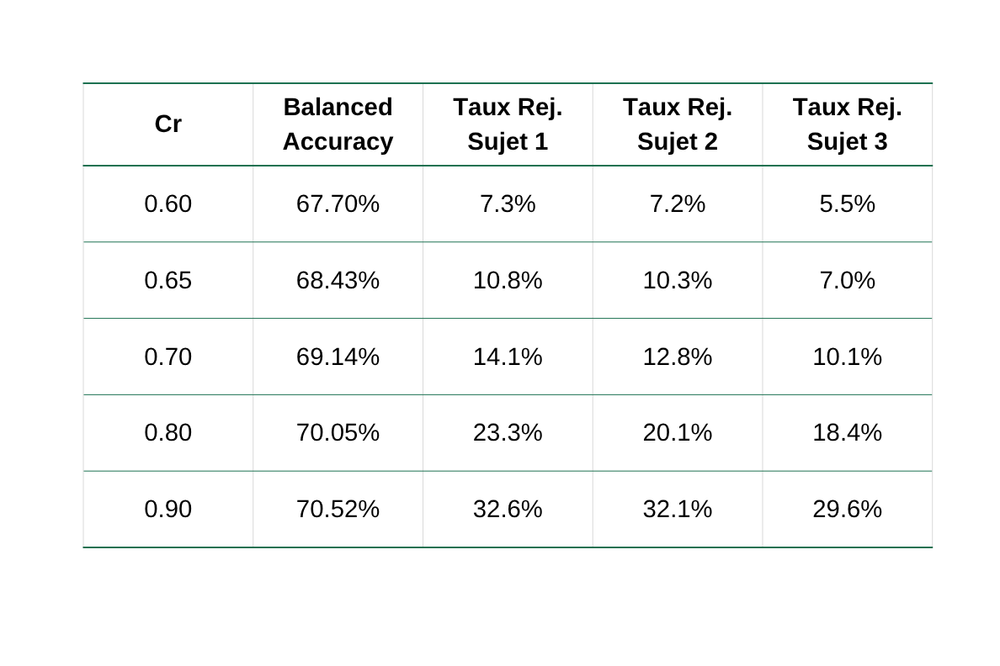 Cr Balanced Accuracy Taux Rej. Sujet 1 Taux Rej. Sujet 2 Taux Rej. Sujet 3
0.60 67.70% 7.3% 7.2% 5.5%
0.65 68.43% 10.8% 10.3% 7.0%
0.70 69.14% 14.1% 12.8% 10.1%
0.80 70.05% 23.3% 20.1% 18.4%
0.90 70.52% 32.6% 32.1% 29.6%